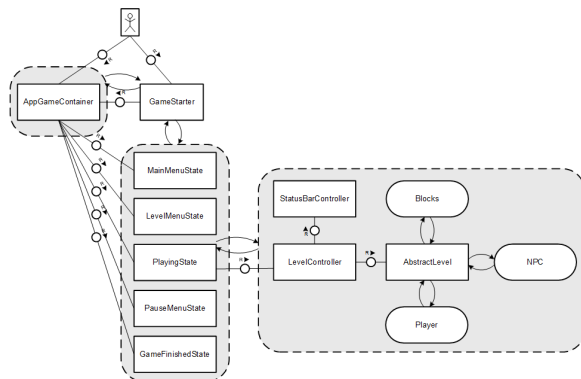 R
R
AppGameContainer
R
GameStarter
R
R
R
R
R
MainMenuState
LevelMenuState
PlayingState
PauseMenuState
GameFinishedState
StatusBarController
Blocks
R
R
LevelController
R
AbstractLevel
NPC
Player